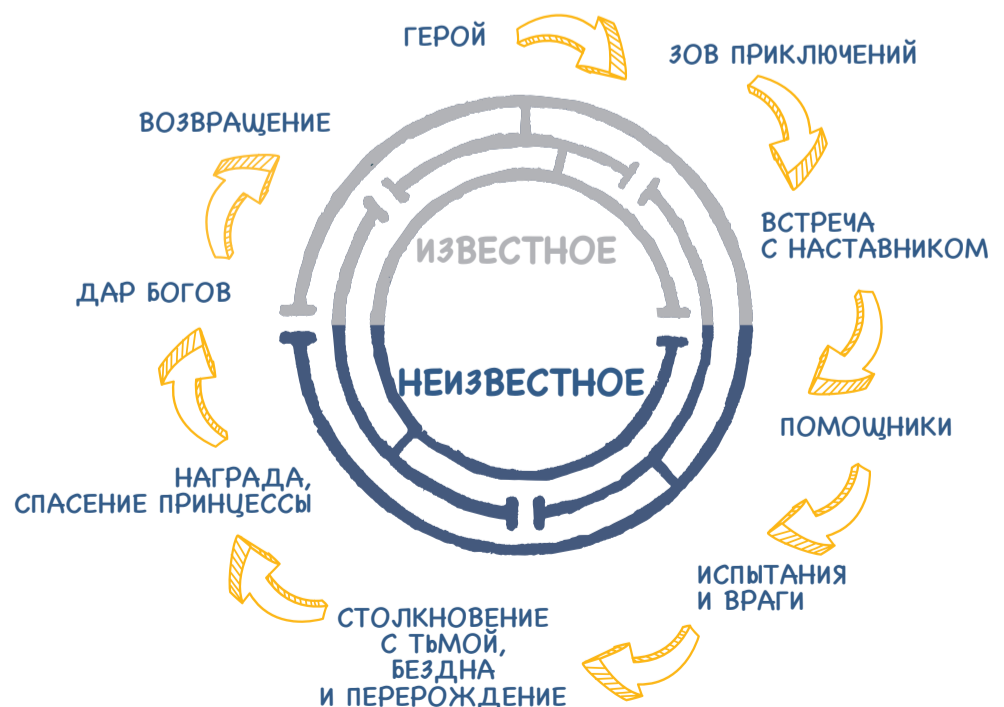 ГЕРОЙ
ЗОВ ПРИКЛЮЧЕНИЙ
ВСТРЕЧА
С НАСТАВНИКОМ
ПОМОЩНИКИ
ИСПЫТАНИЯ
И ВРАГИ
СТОЛКНОВЕНИЕ
С ТЬМОЙ,
БЕЗДНА
И ПЕРЕРОЖДЕНИЕ
НАГРАДА,
СПАСЕНИЕ ПРИНЦЕССЫ
ДАР БОГОВ
ВОЗВРАЩЕНИЕ
ИЗВЕСТНОЕ
НЕИЗВЕСТНОЕ